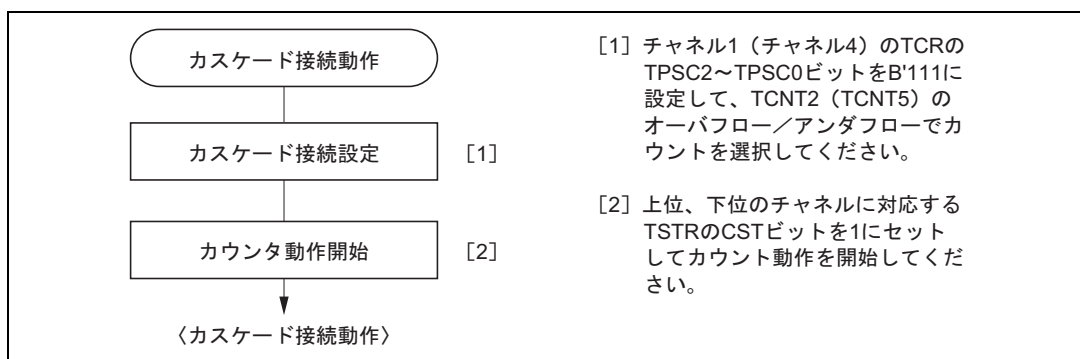 カスケード接続動作
カスケード接続設定 [1]
カウンタ動作開始 [2]
〈カスケード接続動作〉
[1] チャネル1(チャネル4)のTCRの
TPSC2～TPSC0ビットをB'111に
設定して、TCNT2(TCNT5)の
オーバフロー／アンダフローでカ
ウントを選択してください。
[2] 上位、下位のチャネルに対応する
TSTRのCSTビットを1にセット
してカウント動作を開始してくだ
さい。